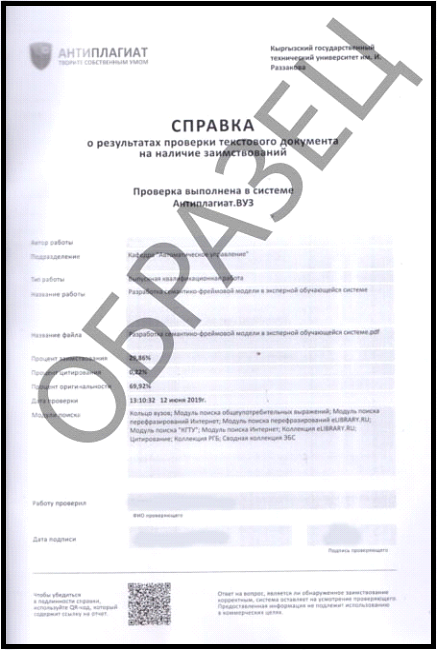 АНТИПЛАГИАТ
ТВОРИТЕ СОБСТВЕННЫМ УМОМ
Кыргызский государственный
технический университет им. И.
Раззакова
СПРАВКА
о результатах проверки текстового документа
на наличие заимствований
Проверка выполнена в системе
Антиплагиат.ВУЗ
Автор работы
Подразделение Кафедра "Автоматическое управление"
Тип работы Выпускная квалификационная работа
Название работы Разработка семантико-фреймовой модели в эксперной обучающейся системе
Название файла Разработка семантико-фреймовой модели в эксперной обучающейся системе.pdf
Процент заимствования 29,86%
Процент цитирования 0,22%
Процент оригинальности 69,92%
Дата проверки 13:10:32 12 июня 2019г.
Модули поиска Кольцо вузов; Модуль поиска общеупотребительных выражений; Модуль поиска
перефразирований Интернет; Модуль поиска перефразирований eLIBRARY.RU;
Модуль поиска "КГТУ"; Модуль поиска Интернет; Коллекция eLIBRARY.RU;
Цитирование; Коллекция РГБ; Сводная коллекция ЭБС
Работу проверил
ФИО проверяющего
Дата подписи
Подпись проверяющего
Чтобы убедиться
в подлинности справки,
используйте QR-код, который
содержит ссылку на отчет.
Ответ на вопрос, является ли обнаруженное заимствование
корректным, система оставляет на усмотрение проверяющего.
Предоставленная информация не подлежит использованию
в коммерческих целях.
ОБРАЗЕЦ